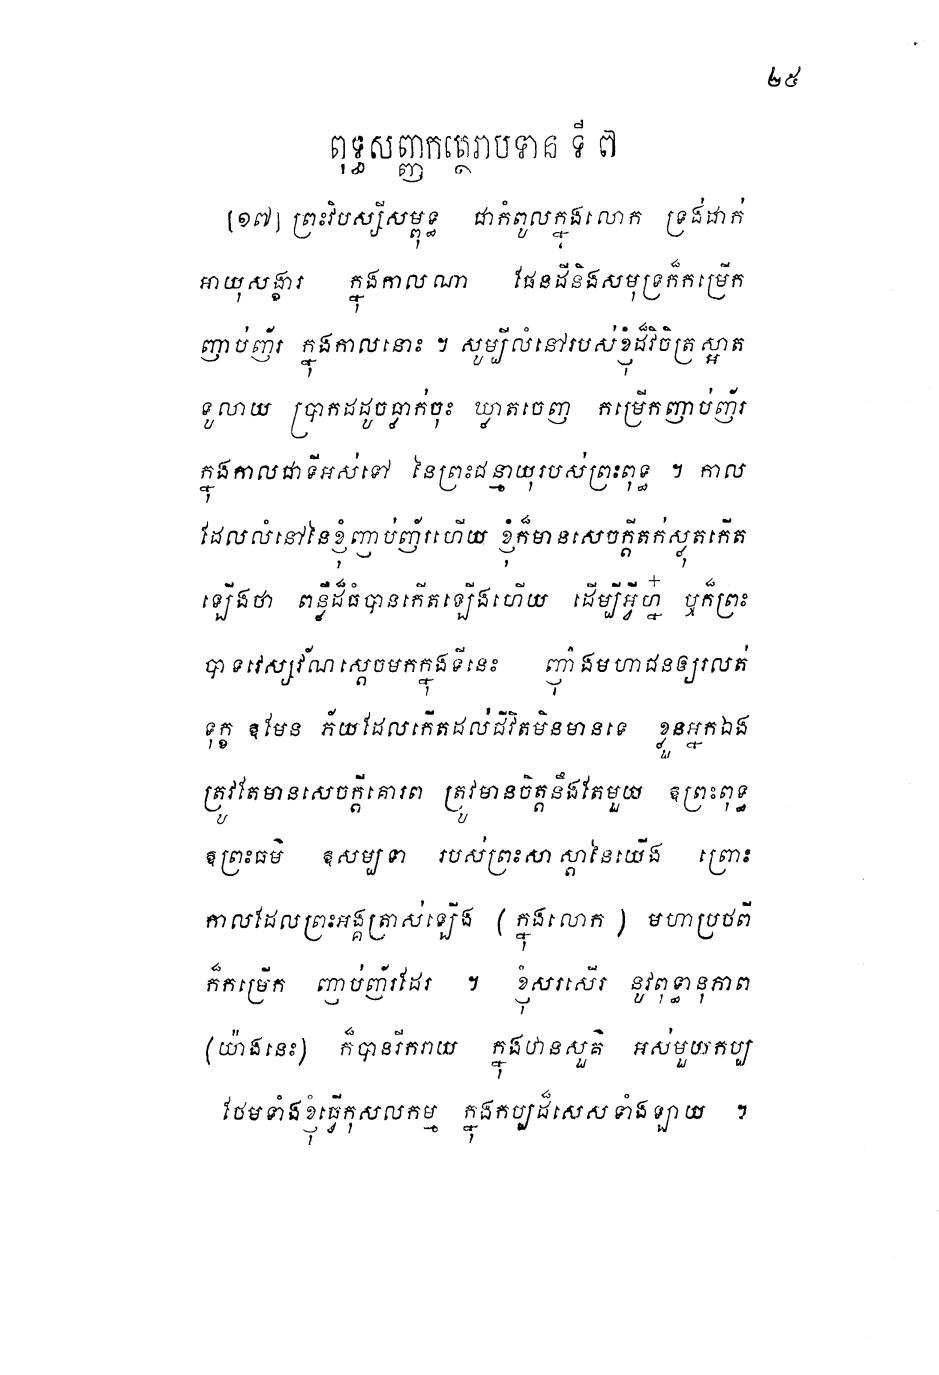 ២៥
ពុទ្ធសញ្ញកត្ថេរាបទាន ទី ៧
[១៧] ព្រះវិបស្សីសម្ពុទ្ធ ជាកំពូលក្នុងលោក ទ្រង់ដាក់
អាយុសង្ខារ ក្នុងកាលណា ផែនដីនិងសមុទ្រក៏កម្រើក
ញាប់ញ័រ ក្នុងកាលនោះ ។ សូម្បីលំនៅរបស់ខ្ញុំដ៏វិចិត្រស្អាត
ទូលាយ ប្រាកដដូចធ្លាក់ចុះ ឃ្លាតចេញ កម្រើកញាប់ញ័រ
ក្នុងកាលជាទីអស់ទៅ នៃព្រះជន្មាយុរបស់ព្រះពុទ្ធ ។ កាល
ដែលលំនៅនៃខ្ញុំញាប់ញ័រហើយ ខ្ញុំក៏មានសេចក្តីតក់ស្លុតកើត
ឡើងថា ពន្លឺដ៏ធំបានកើតឡើងហើយ ដើម្បីអ្វីហ្ន៎ ឬក៏ព្រះ
បាទវេស្សវ័ណស្តេចមកក្នុងទីនេះ ញ៉ាំងមហាជនឲ្យរលត់
ទុក្ខ ឧមែន ភ័យដែលកើតដល់ជីវិតមិនមានទេ ខ្លួនអ្នកឯង
ត្រូវតែមានសេចក្តីគោរព ត្រូវមានចិត្តនឹងតែមួយ ឧព្រះពុទ្ធ
ឧព្រះធម៌ ឧសម្បទា របស់ព្រះសាស្តានៃយើង ព្រោះ
កាលដែលព្រះអង្គត្រាស់ឡើង (ក្នុងលោក) មហាប្រថពី
ក៏កម្រើក ញាប់ញ័រដែរ ។ ខ្ញុំសរសើរ នូវពុទ្ធានុភាព
(យ៉ាងនេះ) ក៏បានរីករាយ ក្នុងឋានសួគ៌ អស់មួយកប្ប
ថែមទាំងខ្ញុំធ្វើកុសលកម្ម ក្នុងកប្បដ៏សេសទាំងឡាយ ។